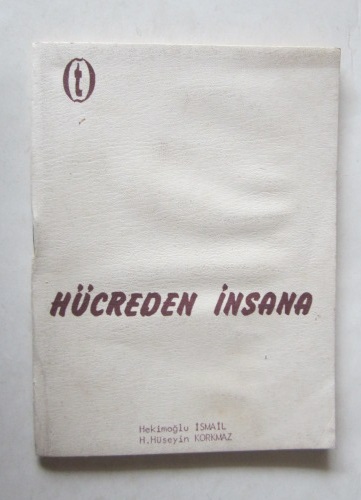 t
HÜCREDEN İNSANA
Hekimoğlu İSMAİL
H.Hüseyin KORKMAZ